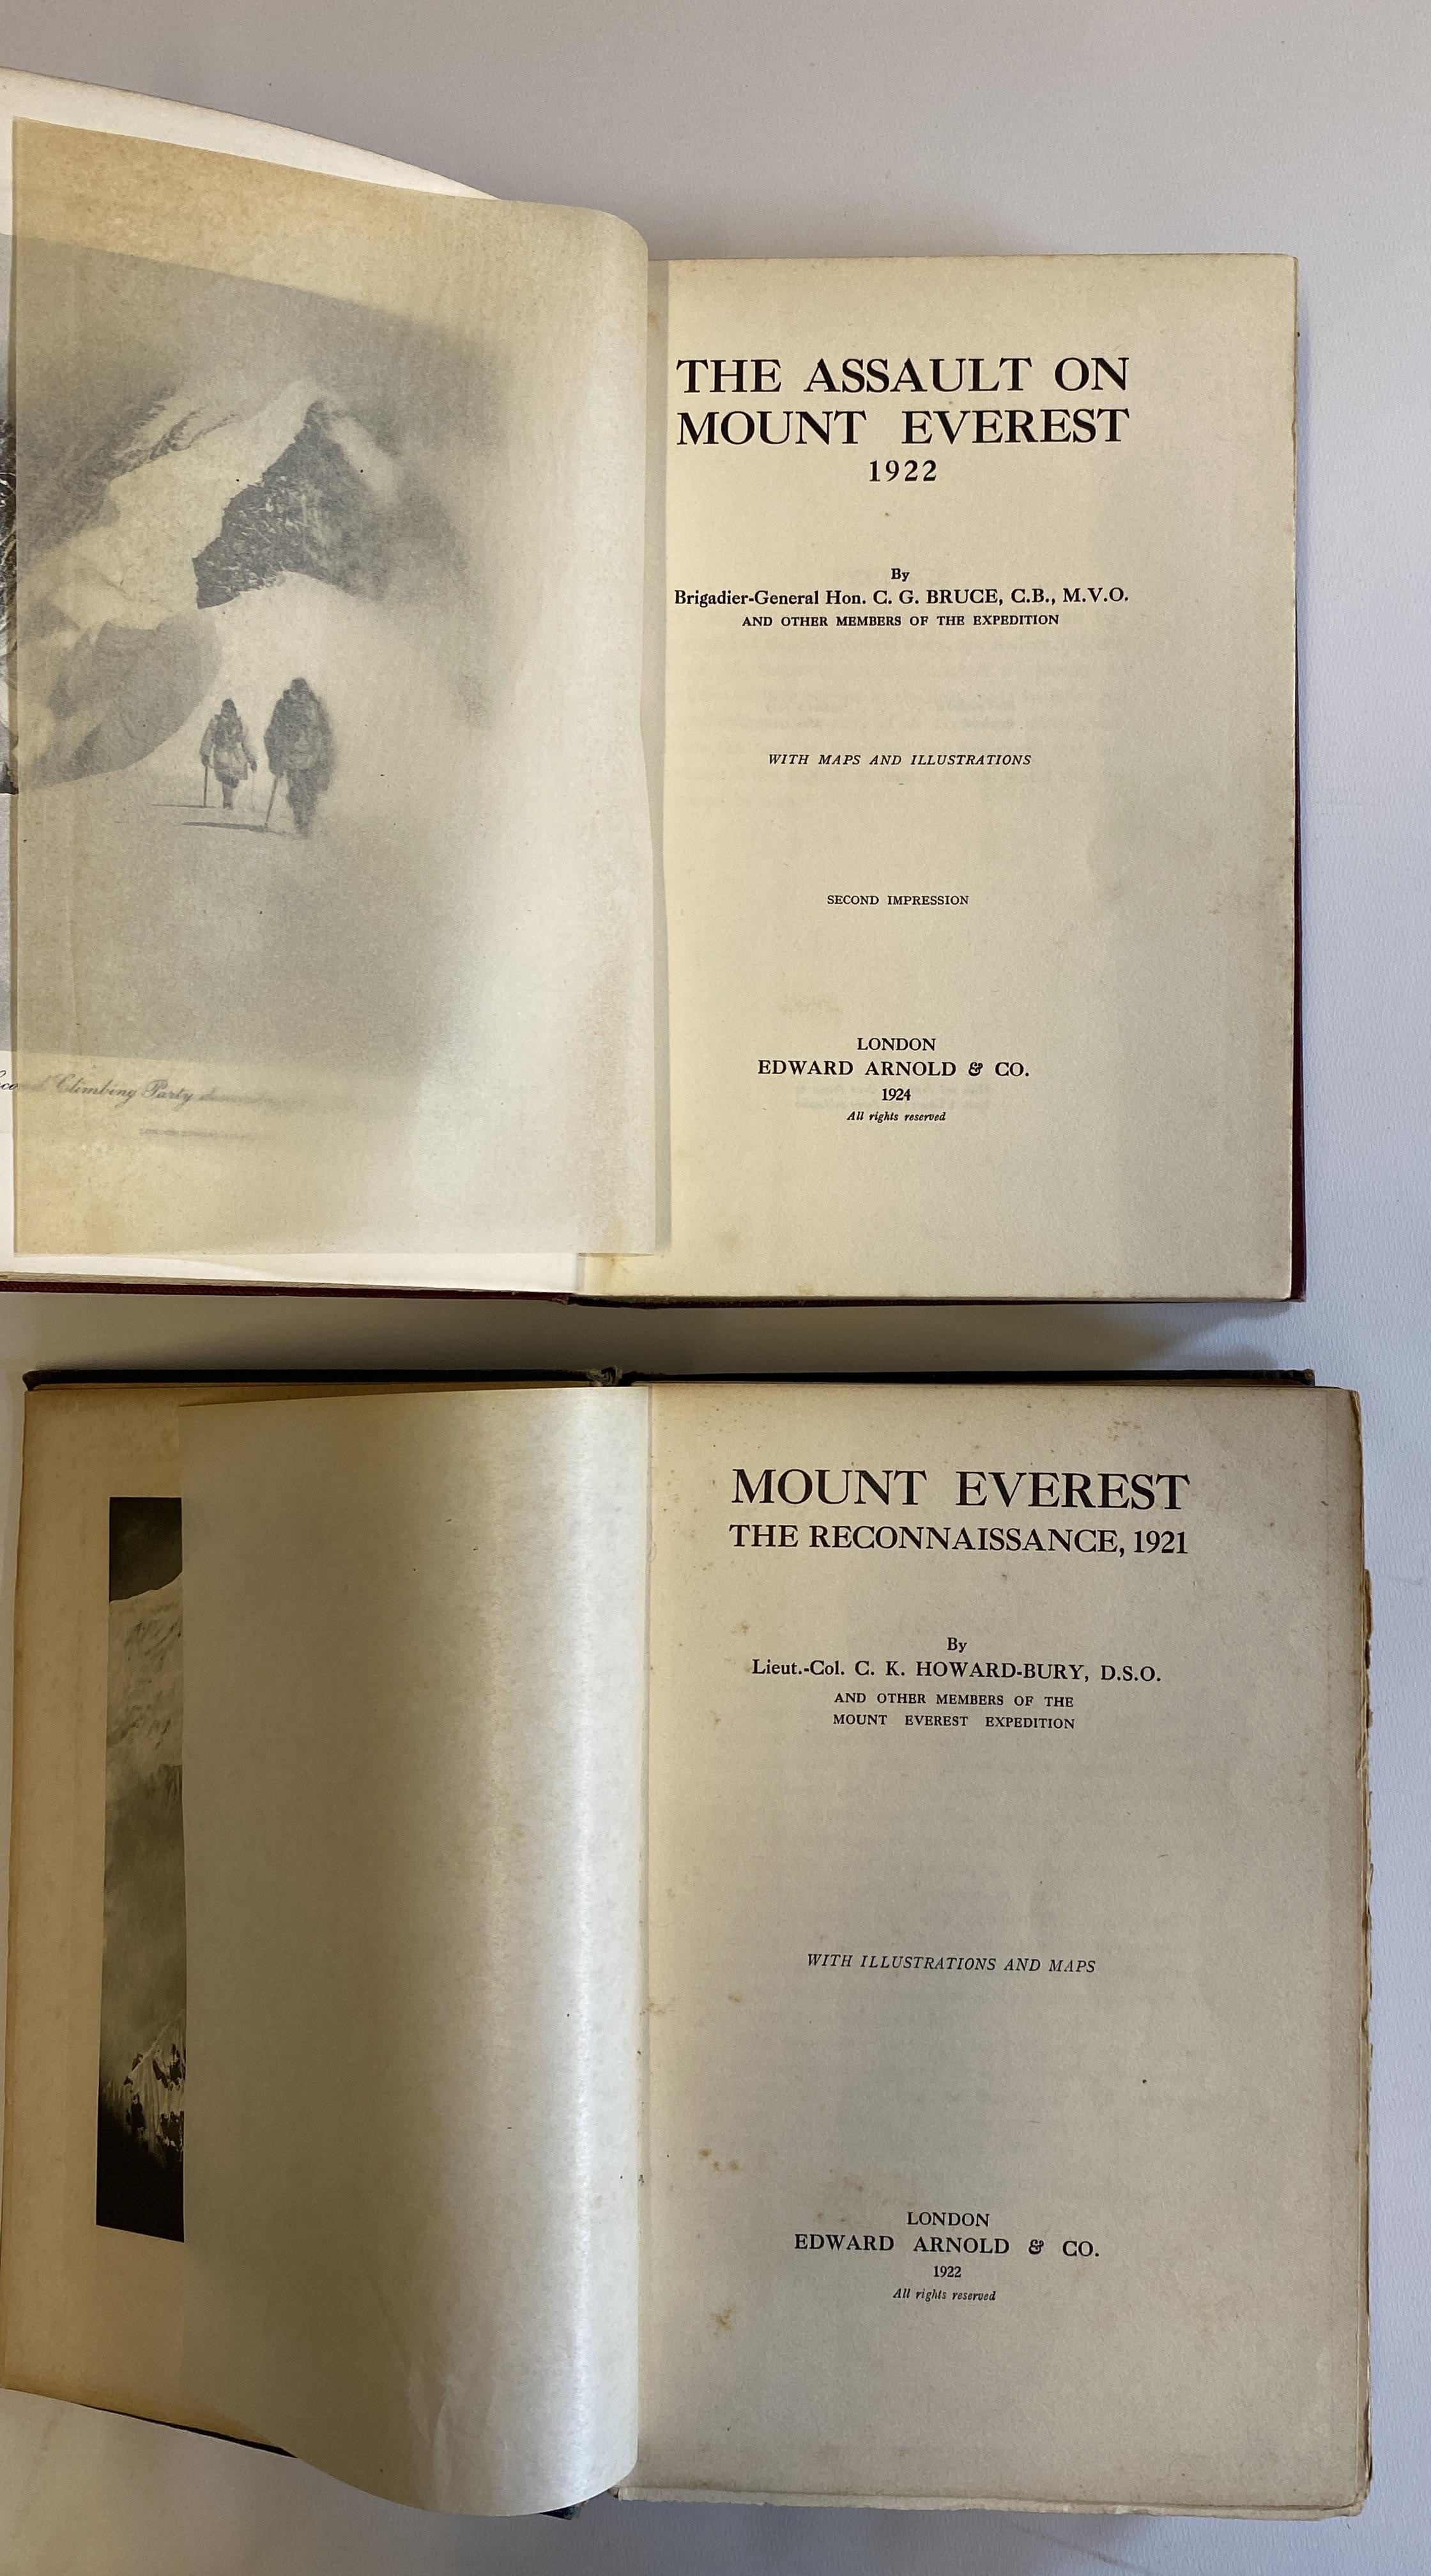 THE ASSAULT ON
MOUNT EVEREST
1922
By
Brigadier-General Hon. C. G. BRUCE, C.B., M.V.O.
AND OTHER MEMBERS OF THE EXPEDITION
WITH MAPS AND ILLUSTRATIONS
SECOND IMPRESSION
LONDON
EDWARD ARNOLD & CO.
1924
All rights reserved
Climbing Party
MOUNT EVEREST
THE RECONNAISSANCE, 1921
By
Lieut.-Col. C. K. HOWARD-BURY, D.S.O.
AND OTHER MEMBERS OF THE
MOUNT EVEREST EXPEDITION
WITH ILLUSTRATIONS AND MAPS
LONDON
EDWARD ARNOLD & CO.
1922
All rights reserved